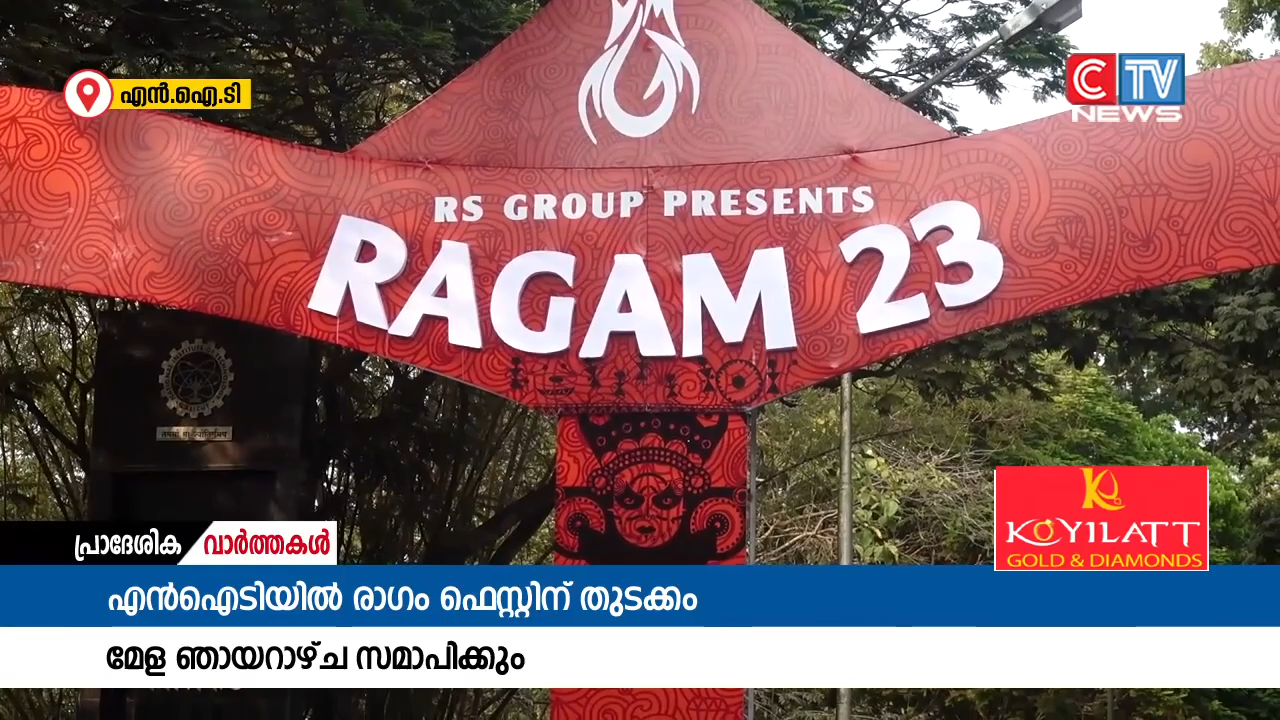 എൻ.ഐ.ടി
C TV
NEWS
RS GROUP PRESENTS
RAGAM 23
KOYILATT
GOLD & DIAMONDS
പ്രാദേശിക വാർത്തകൾ
എൻഐടിയിൽ രാഗം ഫെസ്റ്റിന് തുടക്കം
മേള ഞായറാഴ്ച സമാപിക്കും